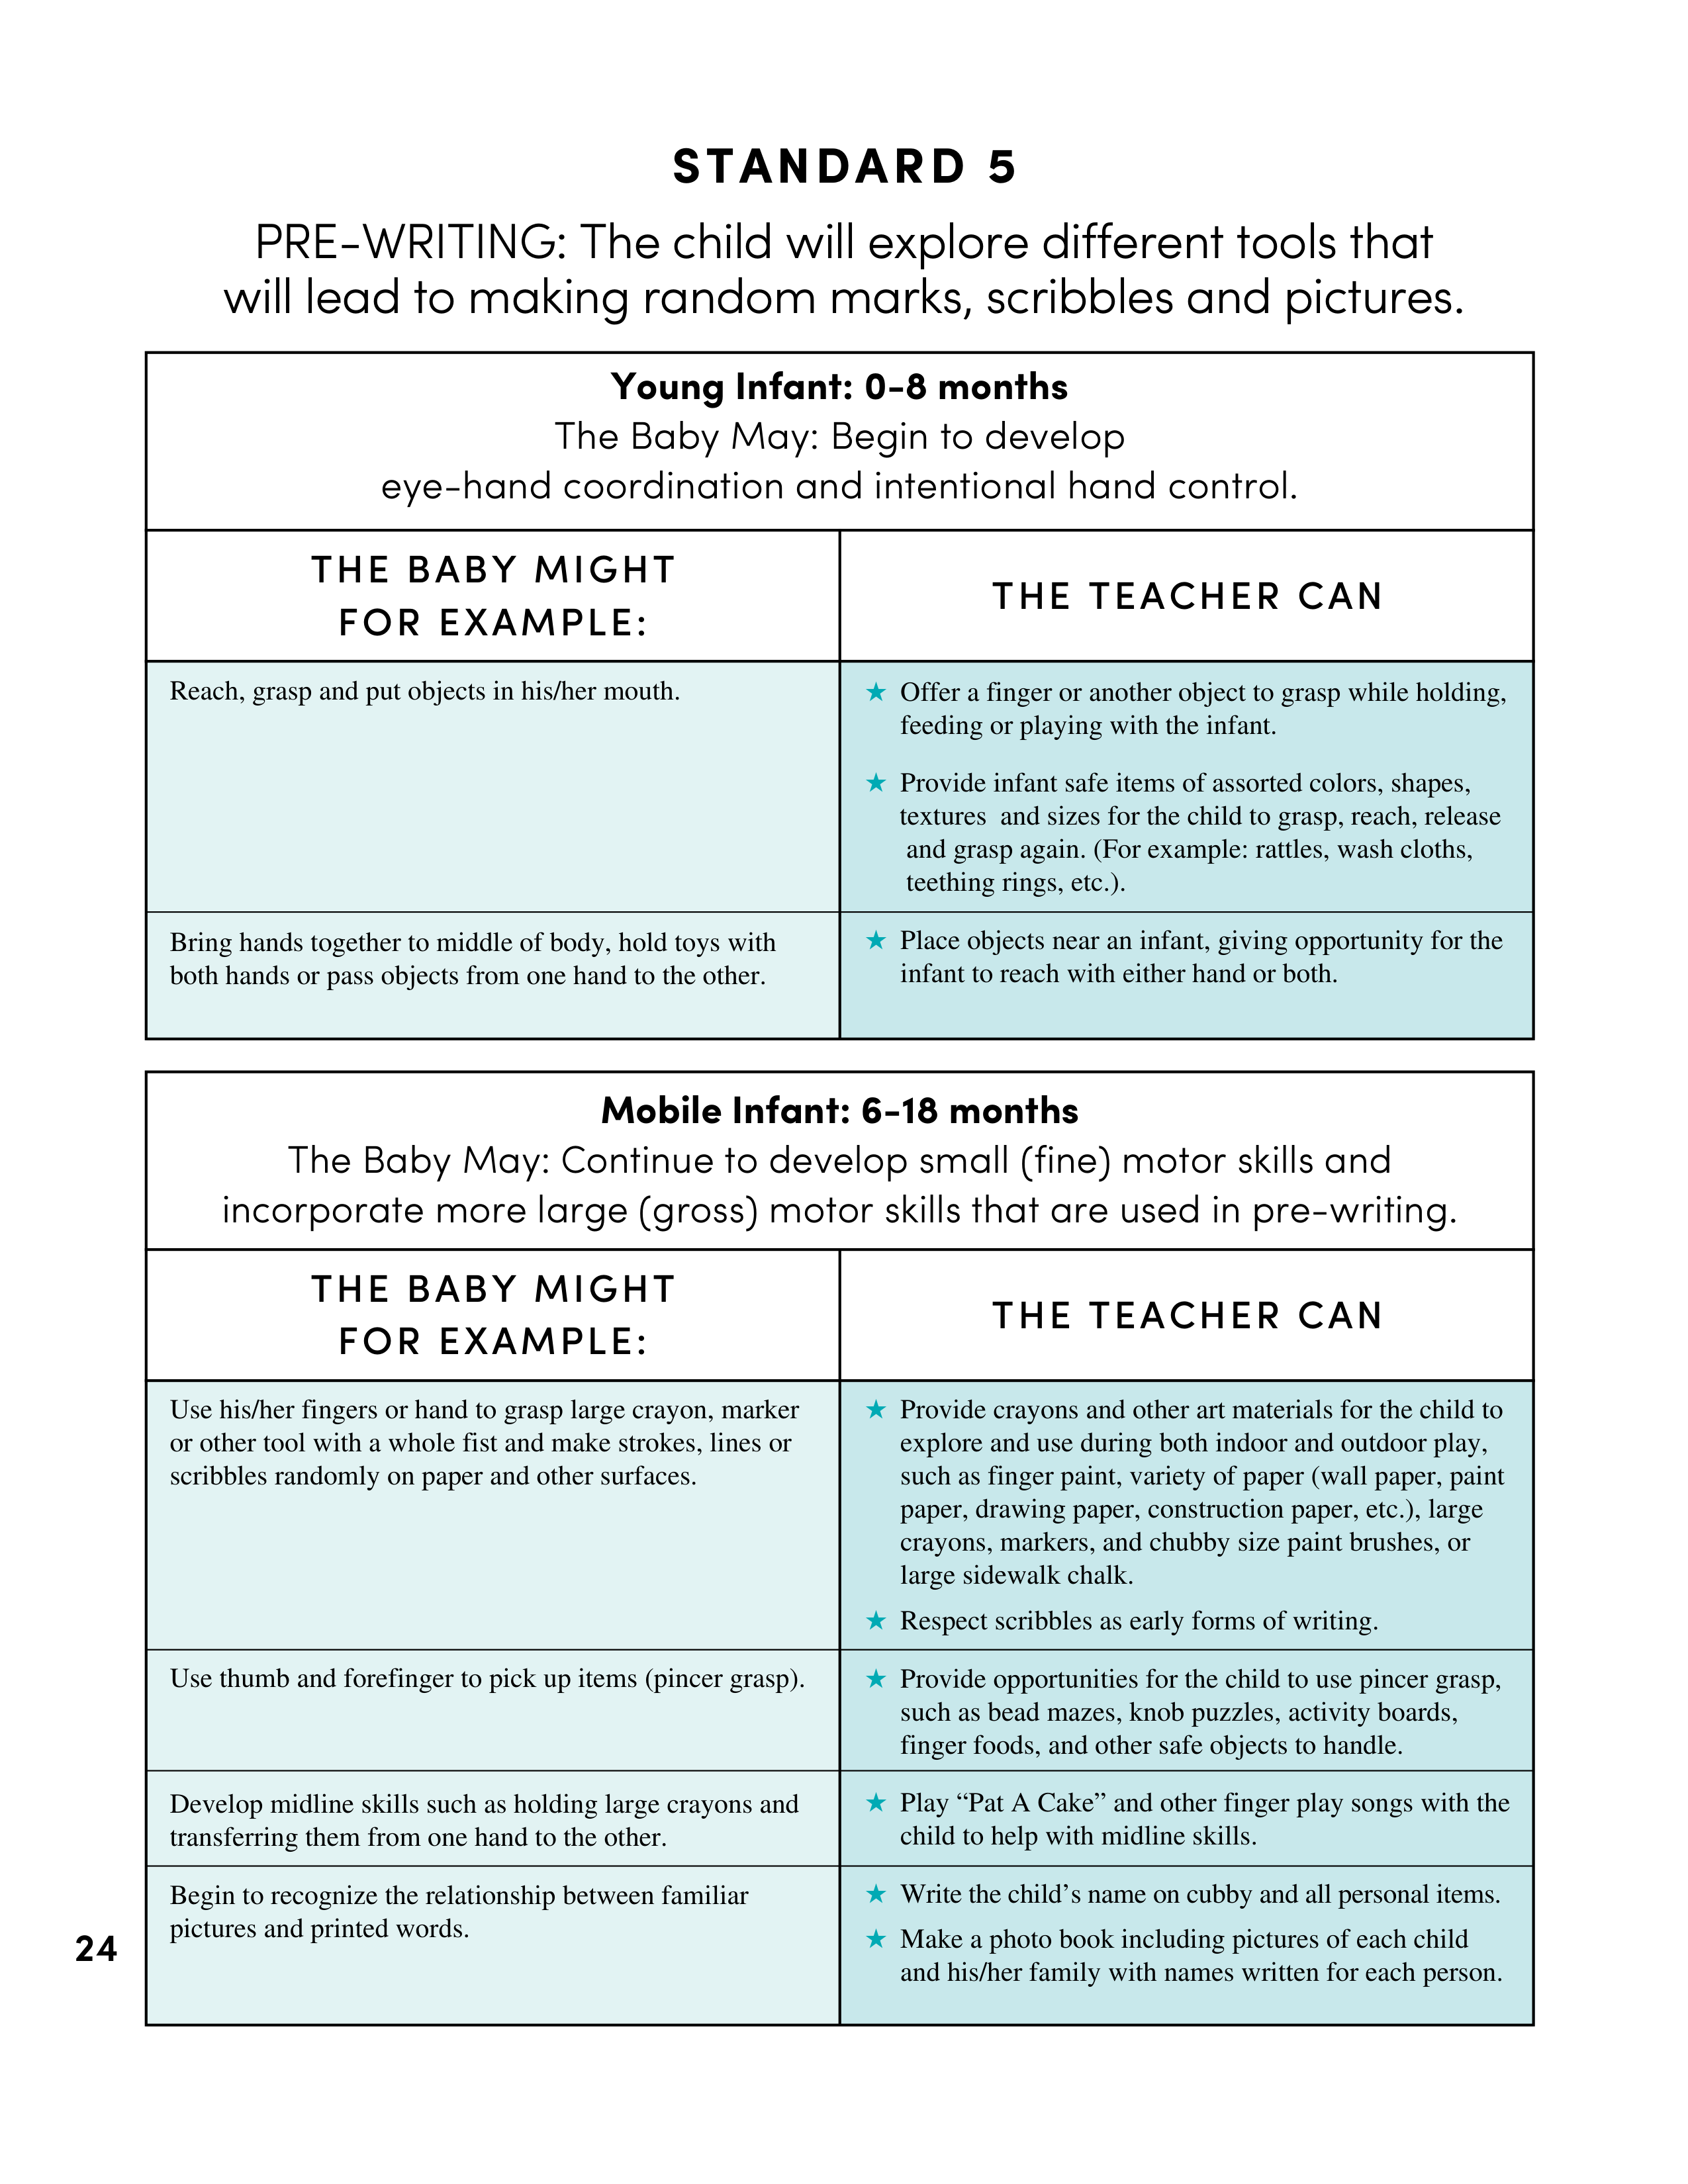 STANDARD 5
PRE-WRITING: The child will explore different tools that
will lead to making random marks, scribbles and pictures.
Young Infant: 0-8 months
The Baby May: Begin to develop
eye-hand coordination and intentional hand control.
THE BABY MIGHT
FOR EXAMPLE:
THE TEACHER CAN
Reach, grasp and put objects in his/her mouth.
★ Offer a finger or another object to grasp while holding,
feeding or playing with the infant.
★ Provide infant safe items of assorted colors, shapes,
textures  and sizes for the child to grasp, reach, release
and grasp again. (For example: rattles, wash cloths,
teething rings, etc.).
Bring hands together to middle of body, hold toys with
both hands or pass objects from one hand to the other.
★ Place objects near an infant, giving opportunity for the
infant to reach with either hand or both.
Mobile Infant: 6-18 months
The Baby May: Continue to develop small (fine) motor skills and
incorporate more large (gross) motor skills that are used in pre-writing.
THE BABY MIGHT
FOR EXAMPLE:
THE TEACHER CAN
Use his/her fingers or hand to grasp large crayon, marker
or other tool with a whole fist and make strokes, lines or
scribbles randomly on paper and other surfaces.
★ Provide crayons and other art materials for the child to
explore and use during both indoor and outdoor play,
such as finger paint, variety of paper (wall paper, paint
paper, drawing paper, construction paper, etc.), large
crayons, markers, and chubby size paint brushes, or
large sidewalk chalk.
★ Respect scribbles as early forms of writing.
Use thumb and forefinger to pick up items (pincer grasp).
★ Provide opportunities for the child to use pincer grasp,
such as bead mazes, knob puzzles, activity boards,
finger foods, and other safe objects to handle.
Develop midline skills such as holding large crayons and
transferring them from one hand to the other.
★ Play “Pat A Cake” and other finger play songs with the
child to help with midline skills.
Begin to recognize the relationship between familiar
pictures and printed words.
★ Write the child’s name on cubby and all personal items.
★ Make a photo book including pictures of each child
and his/her family with names written for each person.
24